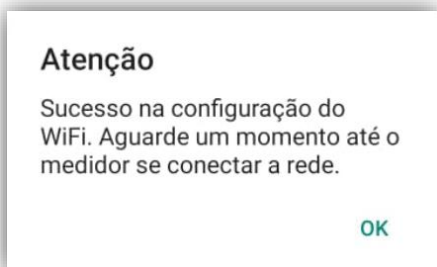 Atenção
Sucesso na configuração do
WiFi. Aguarde um momento até o
medidor se conectar a rede.
OK